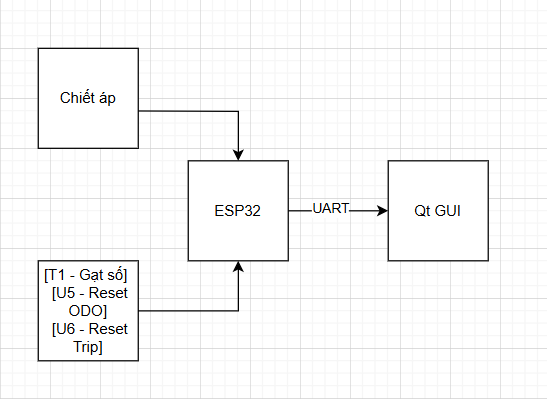 Chiết áp
ESP32
UART
Qt GUI
[T1 - Gạt số]
[U5 - Reset
ODO]
[U6 - Reset
Trip]